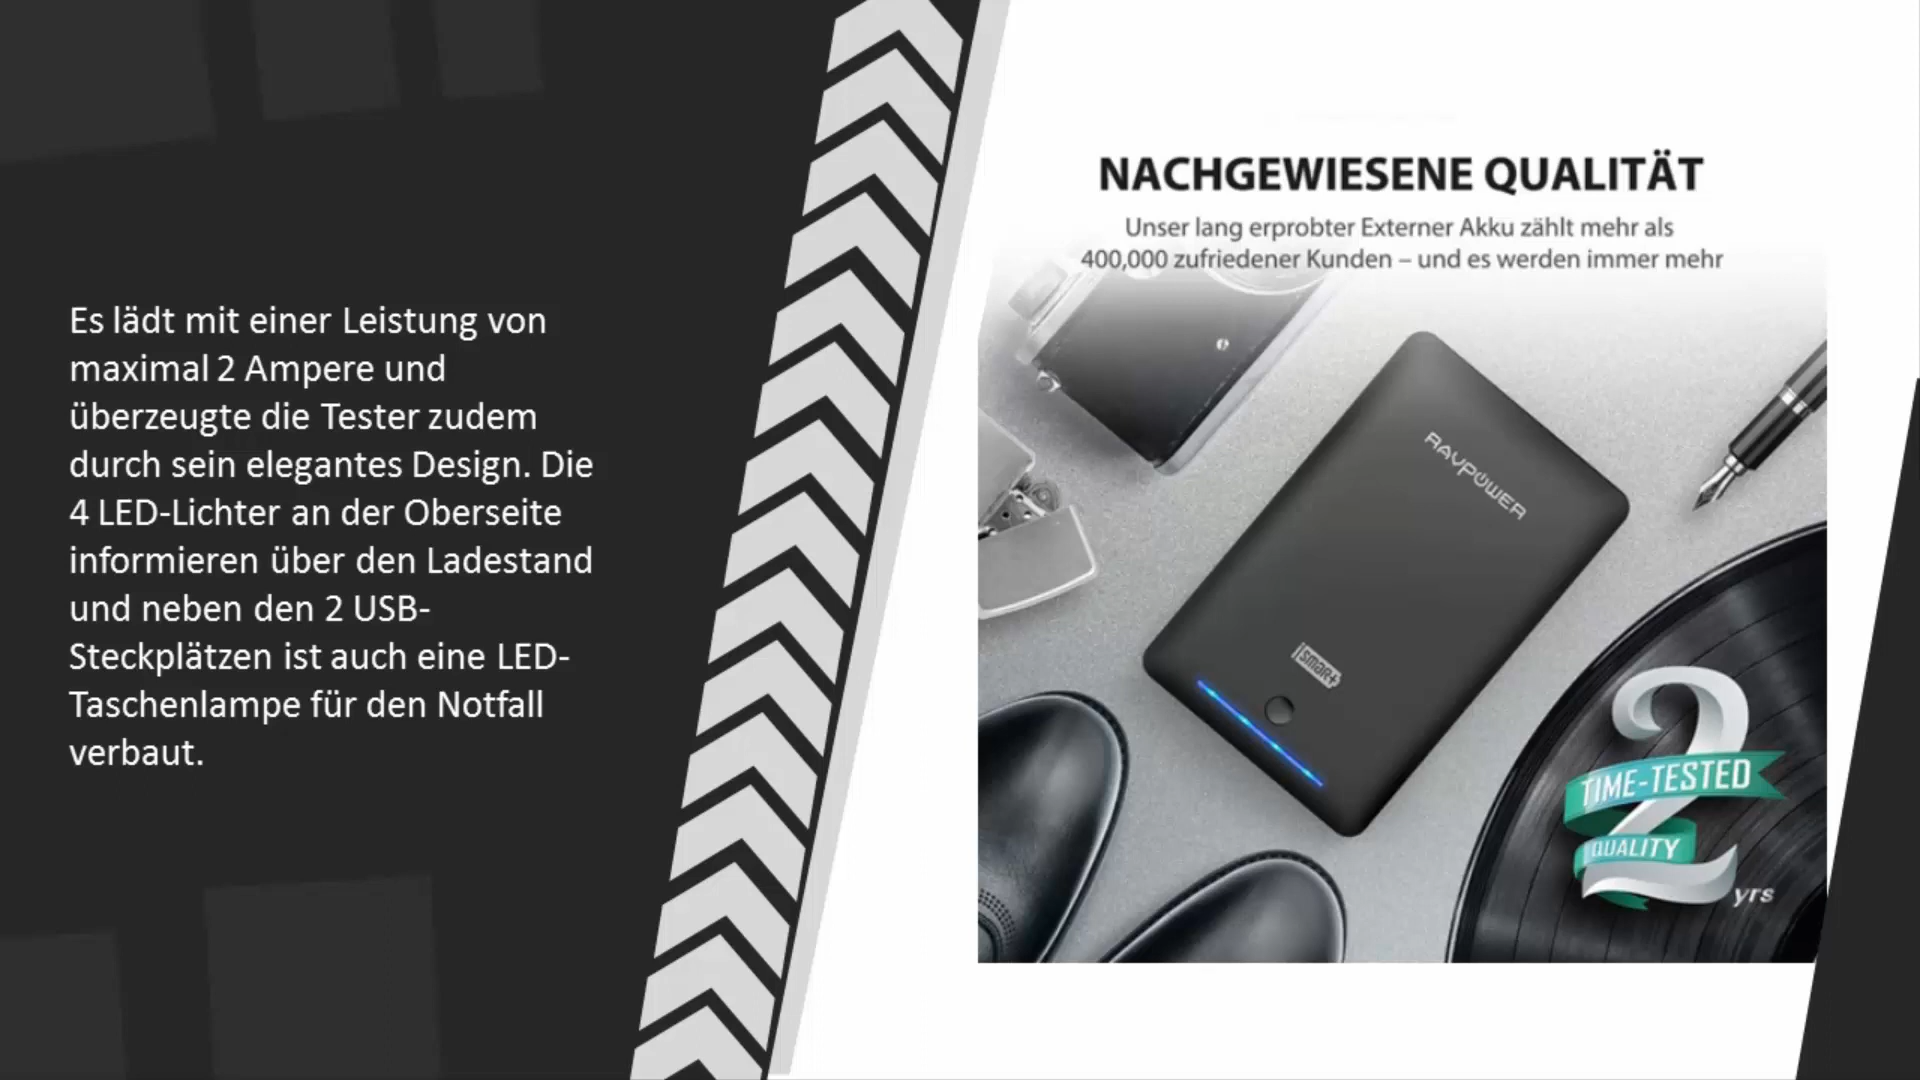 Es lädt mit einer Leistung von
maximal 2 Ampere und
überzeugte die Tester zudem
durch sein elegantes Design. Die
4 LED-Lichter an der Oberseite
informieren über den Ladestand
und neben den 2 USB-
Steckplätzen ist auch eine LED-
Taschenlampe für den Notfall
verbaut.
NACHGEWIESENE QUALITÄT
Unser lang erprobter Externer Akku zählt mehr als
400,000 zufriedener Kunden – und es werden immer mehr
RAVPOWER
iSmart
2
TIME-TESTED
QUALITY
yrs